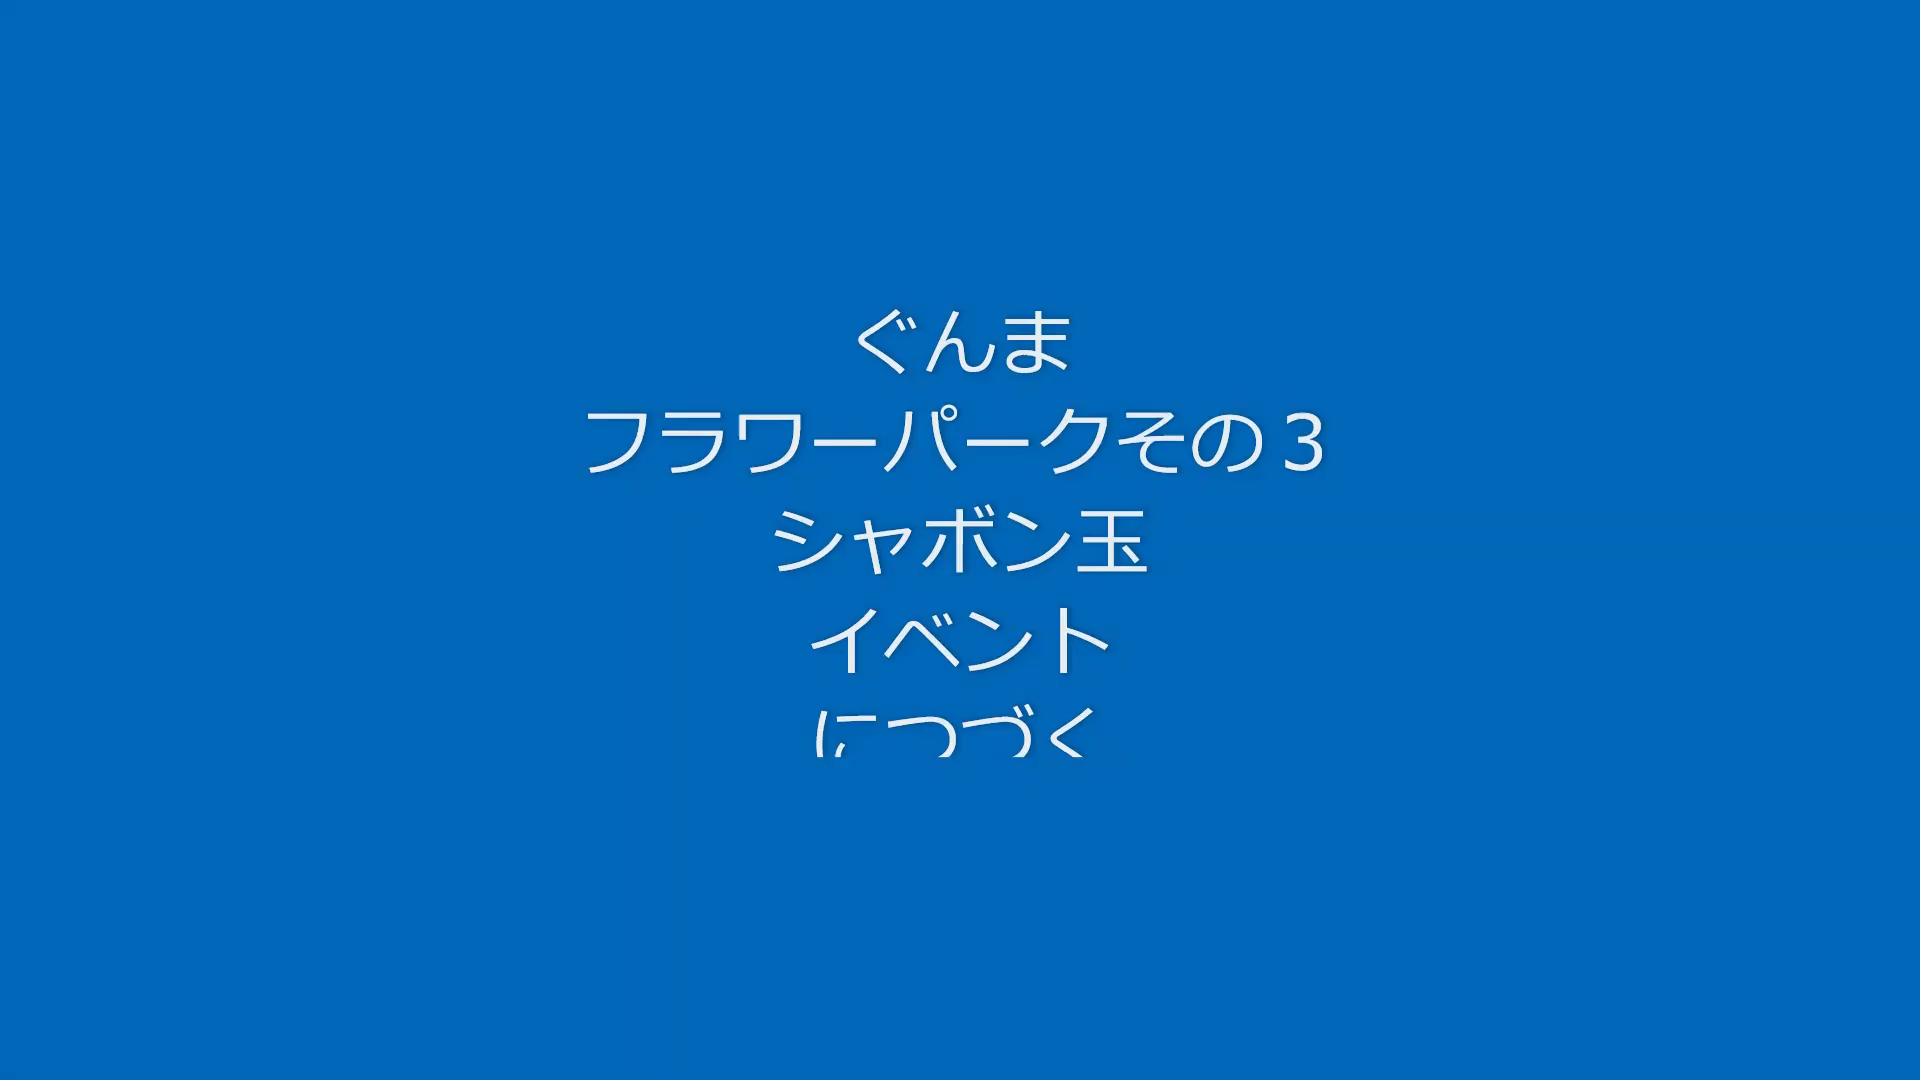 ぐんま
フラワーパークその３
シャボン玉
イベント
につづく